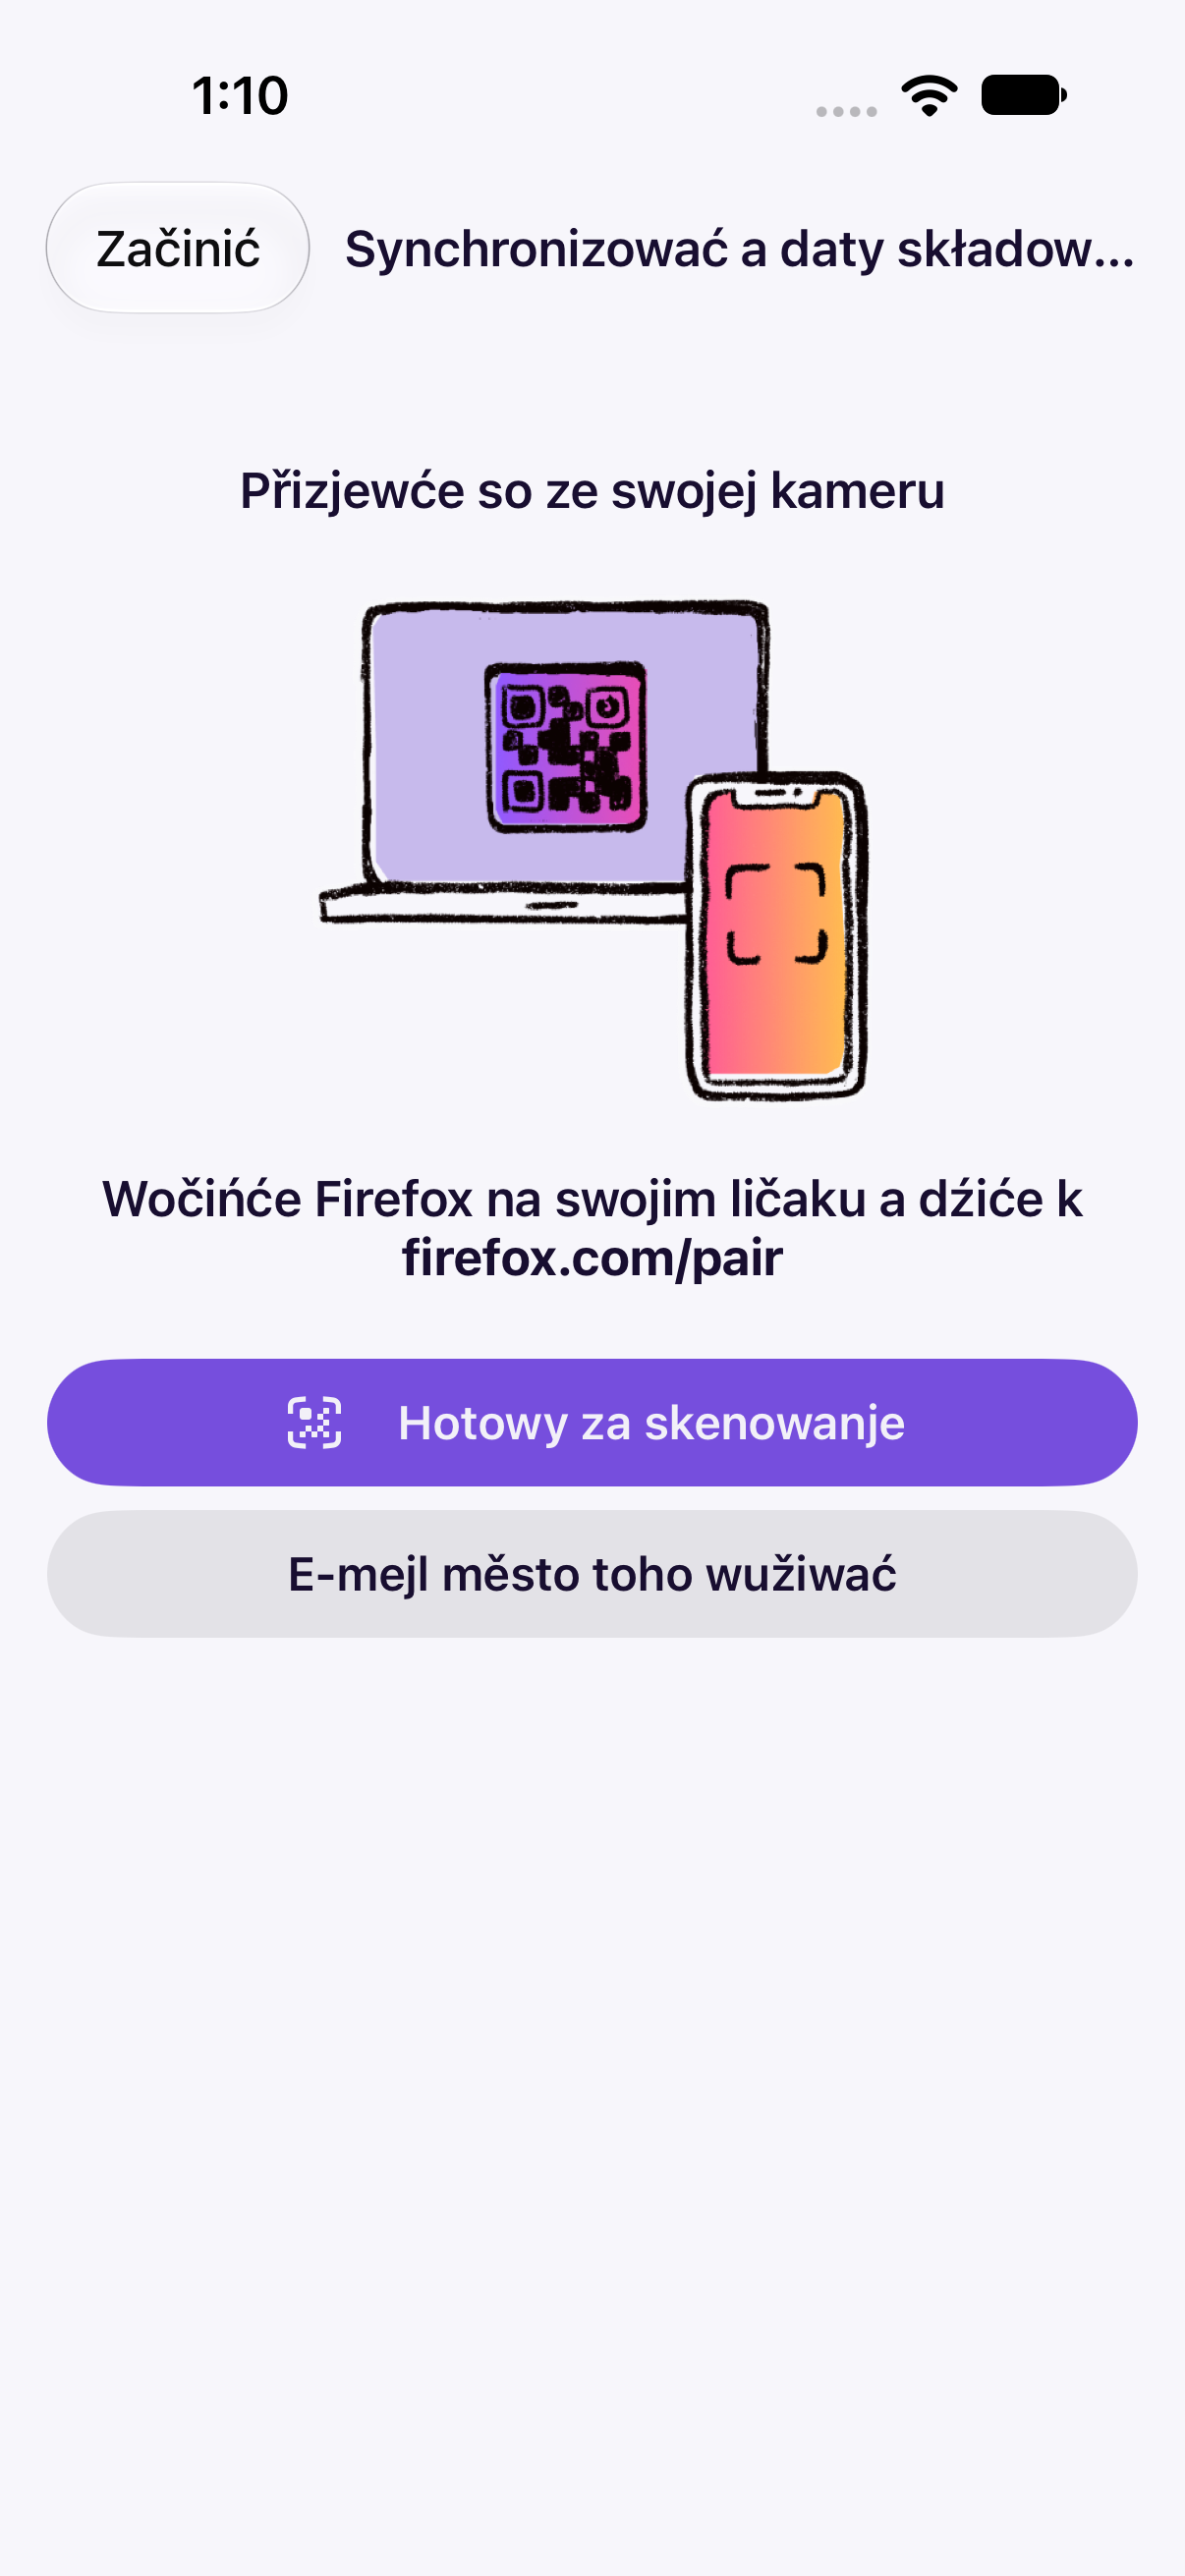 1:10
Začinić
Synchronizować a daty składow...
Přizjewće so ze swojej kameru
Wočińće Firefox na swojim ličaku a dźiće k
firefox.com/pair
Hotowy za skenowanje
E-mejl město toho wužiwać